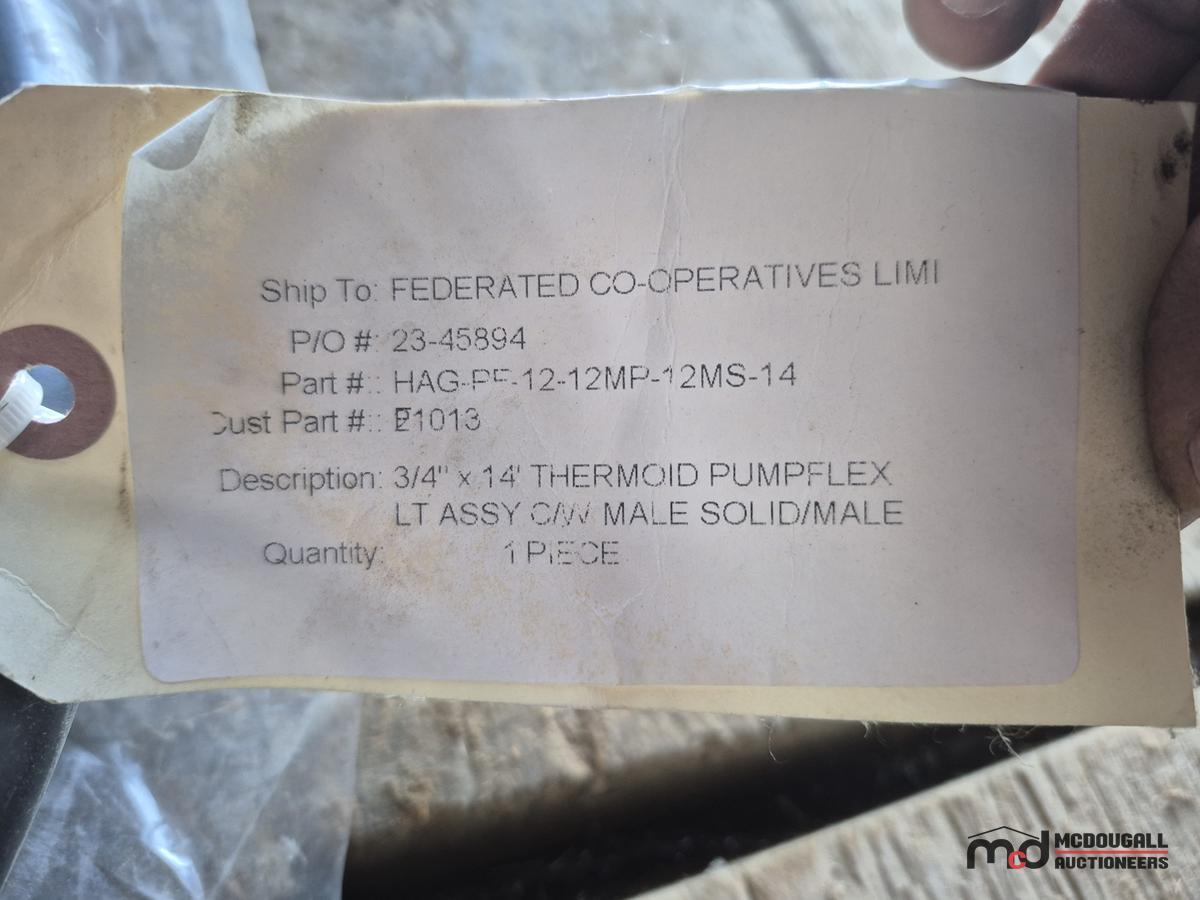 Ship To: FEDERATED CO-OPERATIVES LIMI
P/O #: 23-45894
Part #.: HAG-PF-12-12MP-12MS-14
Cust Part #.:
Description: 3/4" x 14' THERMOID PUMPFLEX
LT ASSY C/W MALE SOLID/MALE
Quantity: 1 PIECE
mcd MCDOUGALL
AUCTIONEERS